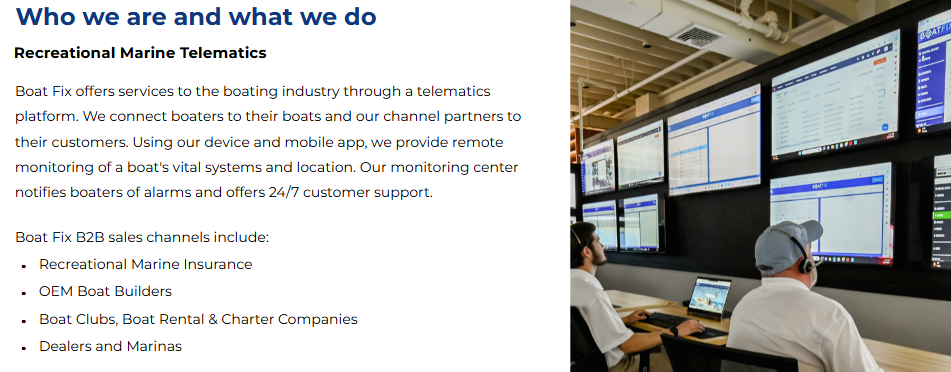 Who we are and what we do
Recreational Marine Telematics
Boat Fix offers services to the boating industry through a telematics
platform. We connect boaters to their boats and our channel partners to
their customers. Using our device and mobile app, we provide remote
monitoring of a boat's vital systems and location. Our monitoring center
notifies boaters of alarms and offers 24/7 customer support.
Boat Fix B2B sales channels include:
• Recreational Marine Insurance
• OEM Boat Builders
• Boat Clubs, Boat Rental & Charter Companies
• Dealers and Marinas
BOATFIX
BOATFIX
BOATFIX